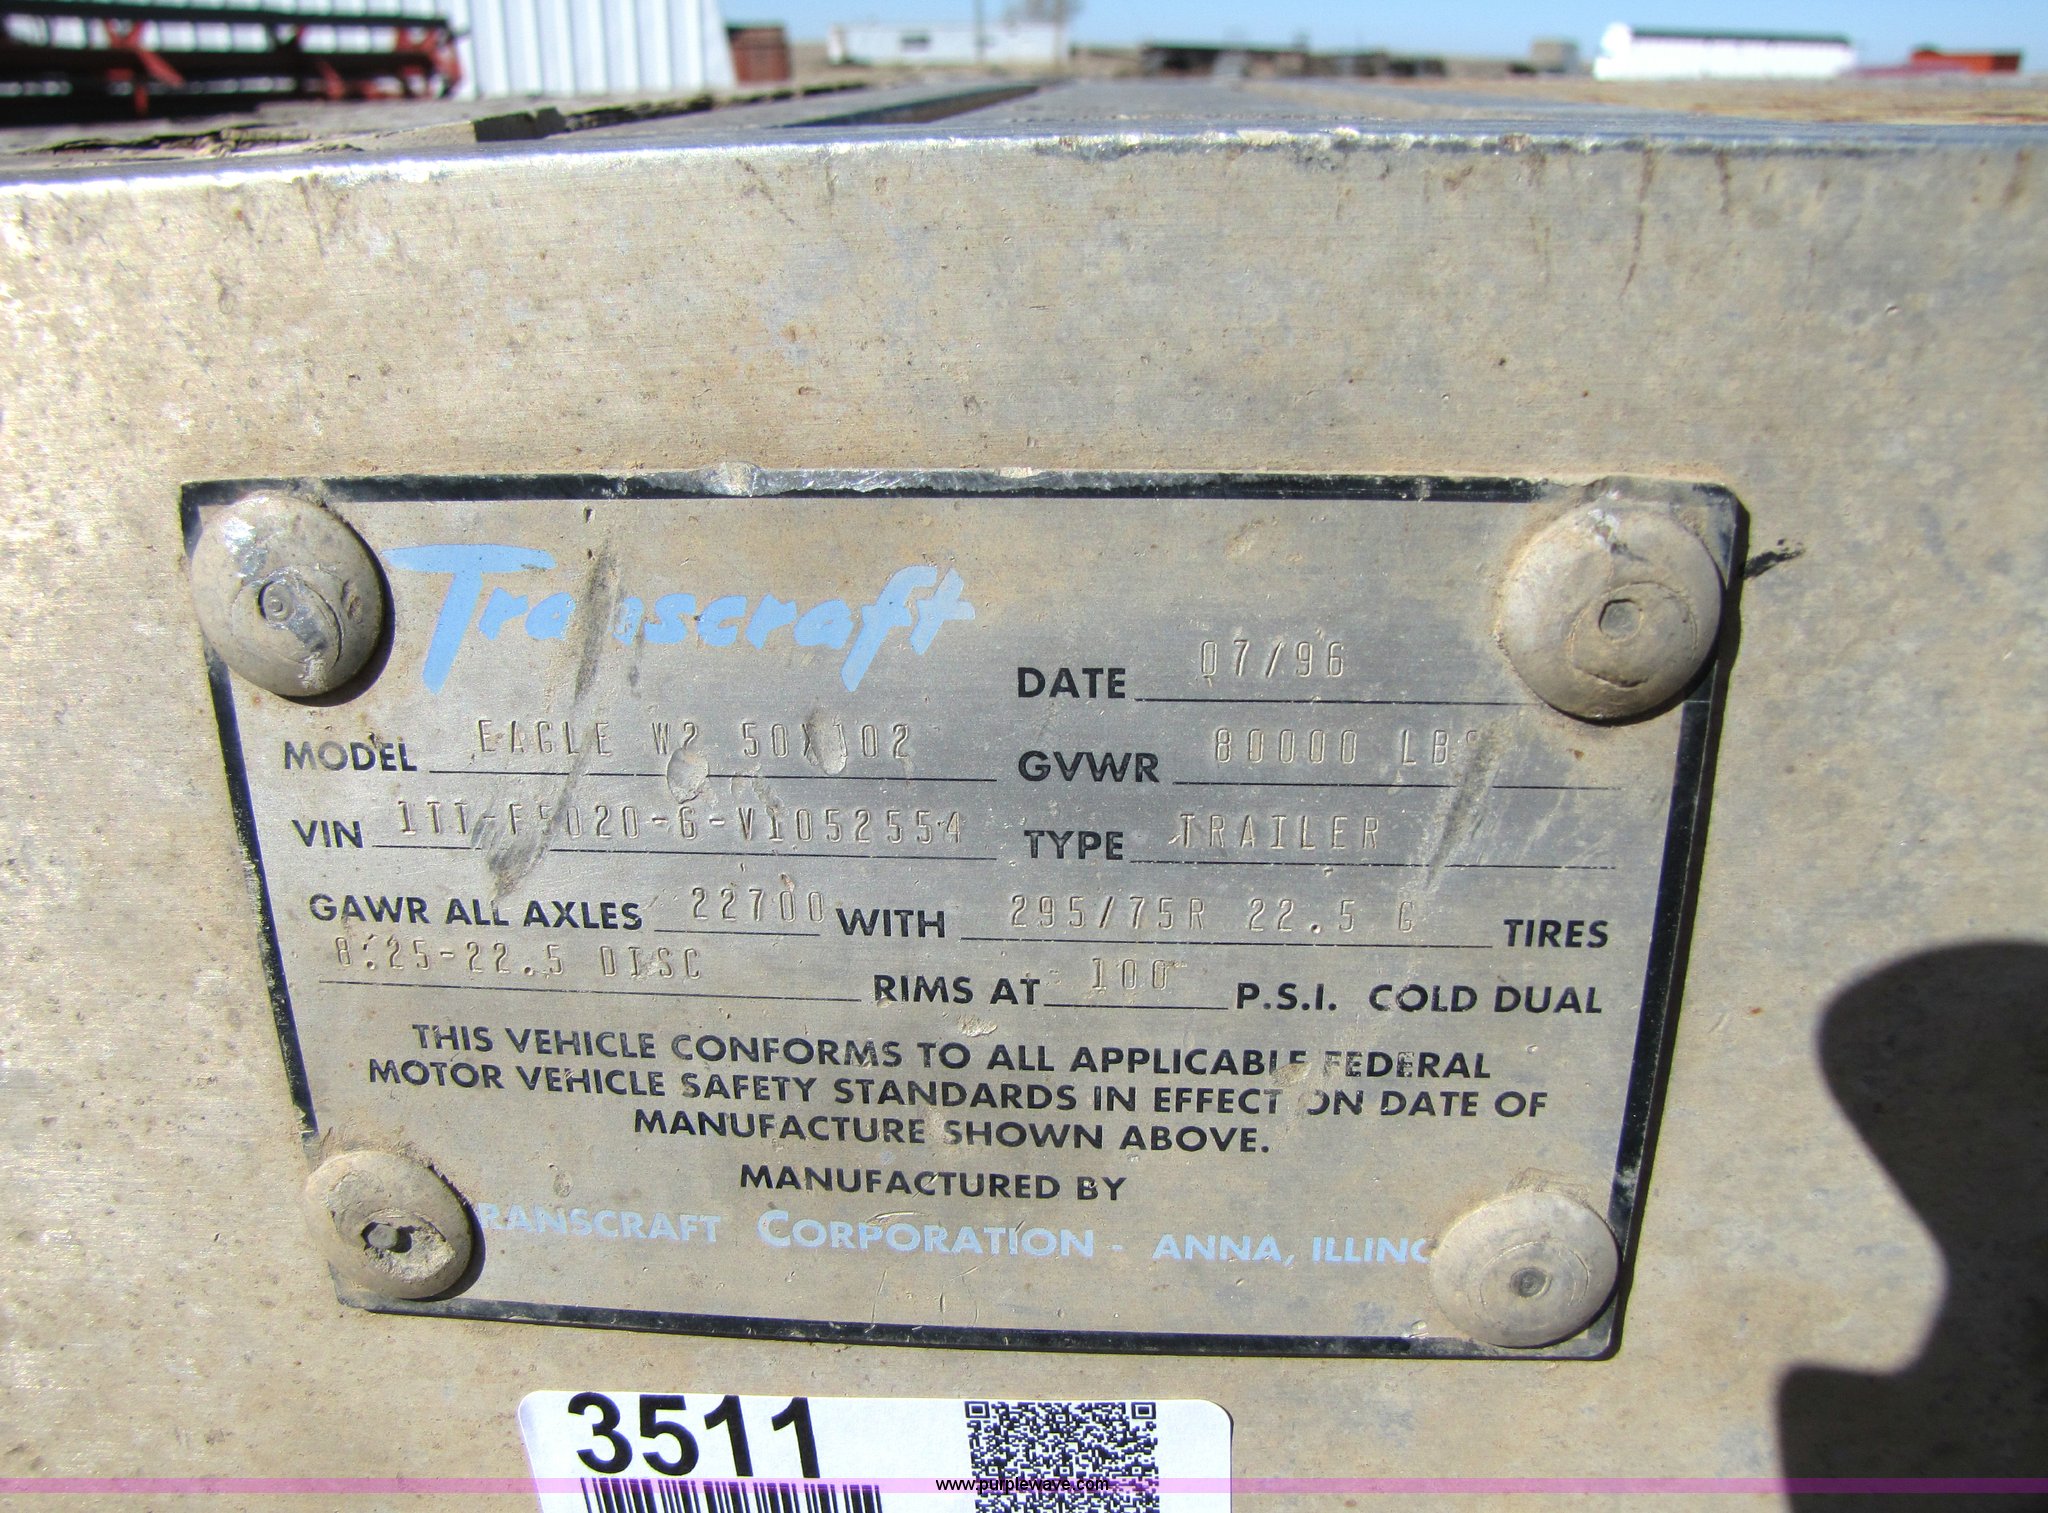 Transcraft
DATE 07/96
MODEL EAGLE W2 50X102 GVWR 80000 LBS
VIN 1TT-F5020-6-V1052554 TYPE TRAILER
GAWR ALL AXLES 22700 WITH 295/75R 22.5 G TIRES
8.25-22.5 DISC RIMS AT 100 P.S.I. COLD DUAL
THIS VEHICLE CONFORMS TO ALL APPLICABLE FEDERAL
MOTOR VEHICLE SAFETY STANDARDS IN EFFECT ON DATE OF
MANUFACTURE SHOWN ABOVE.
MANUFACTURED BY
TRANSCRAFT CORPORATION - ANNA, ILLINO
3511
www.purplewave.com